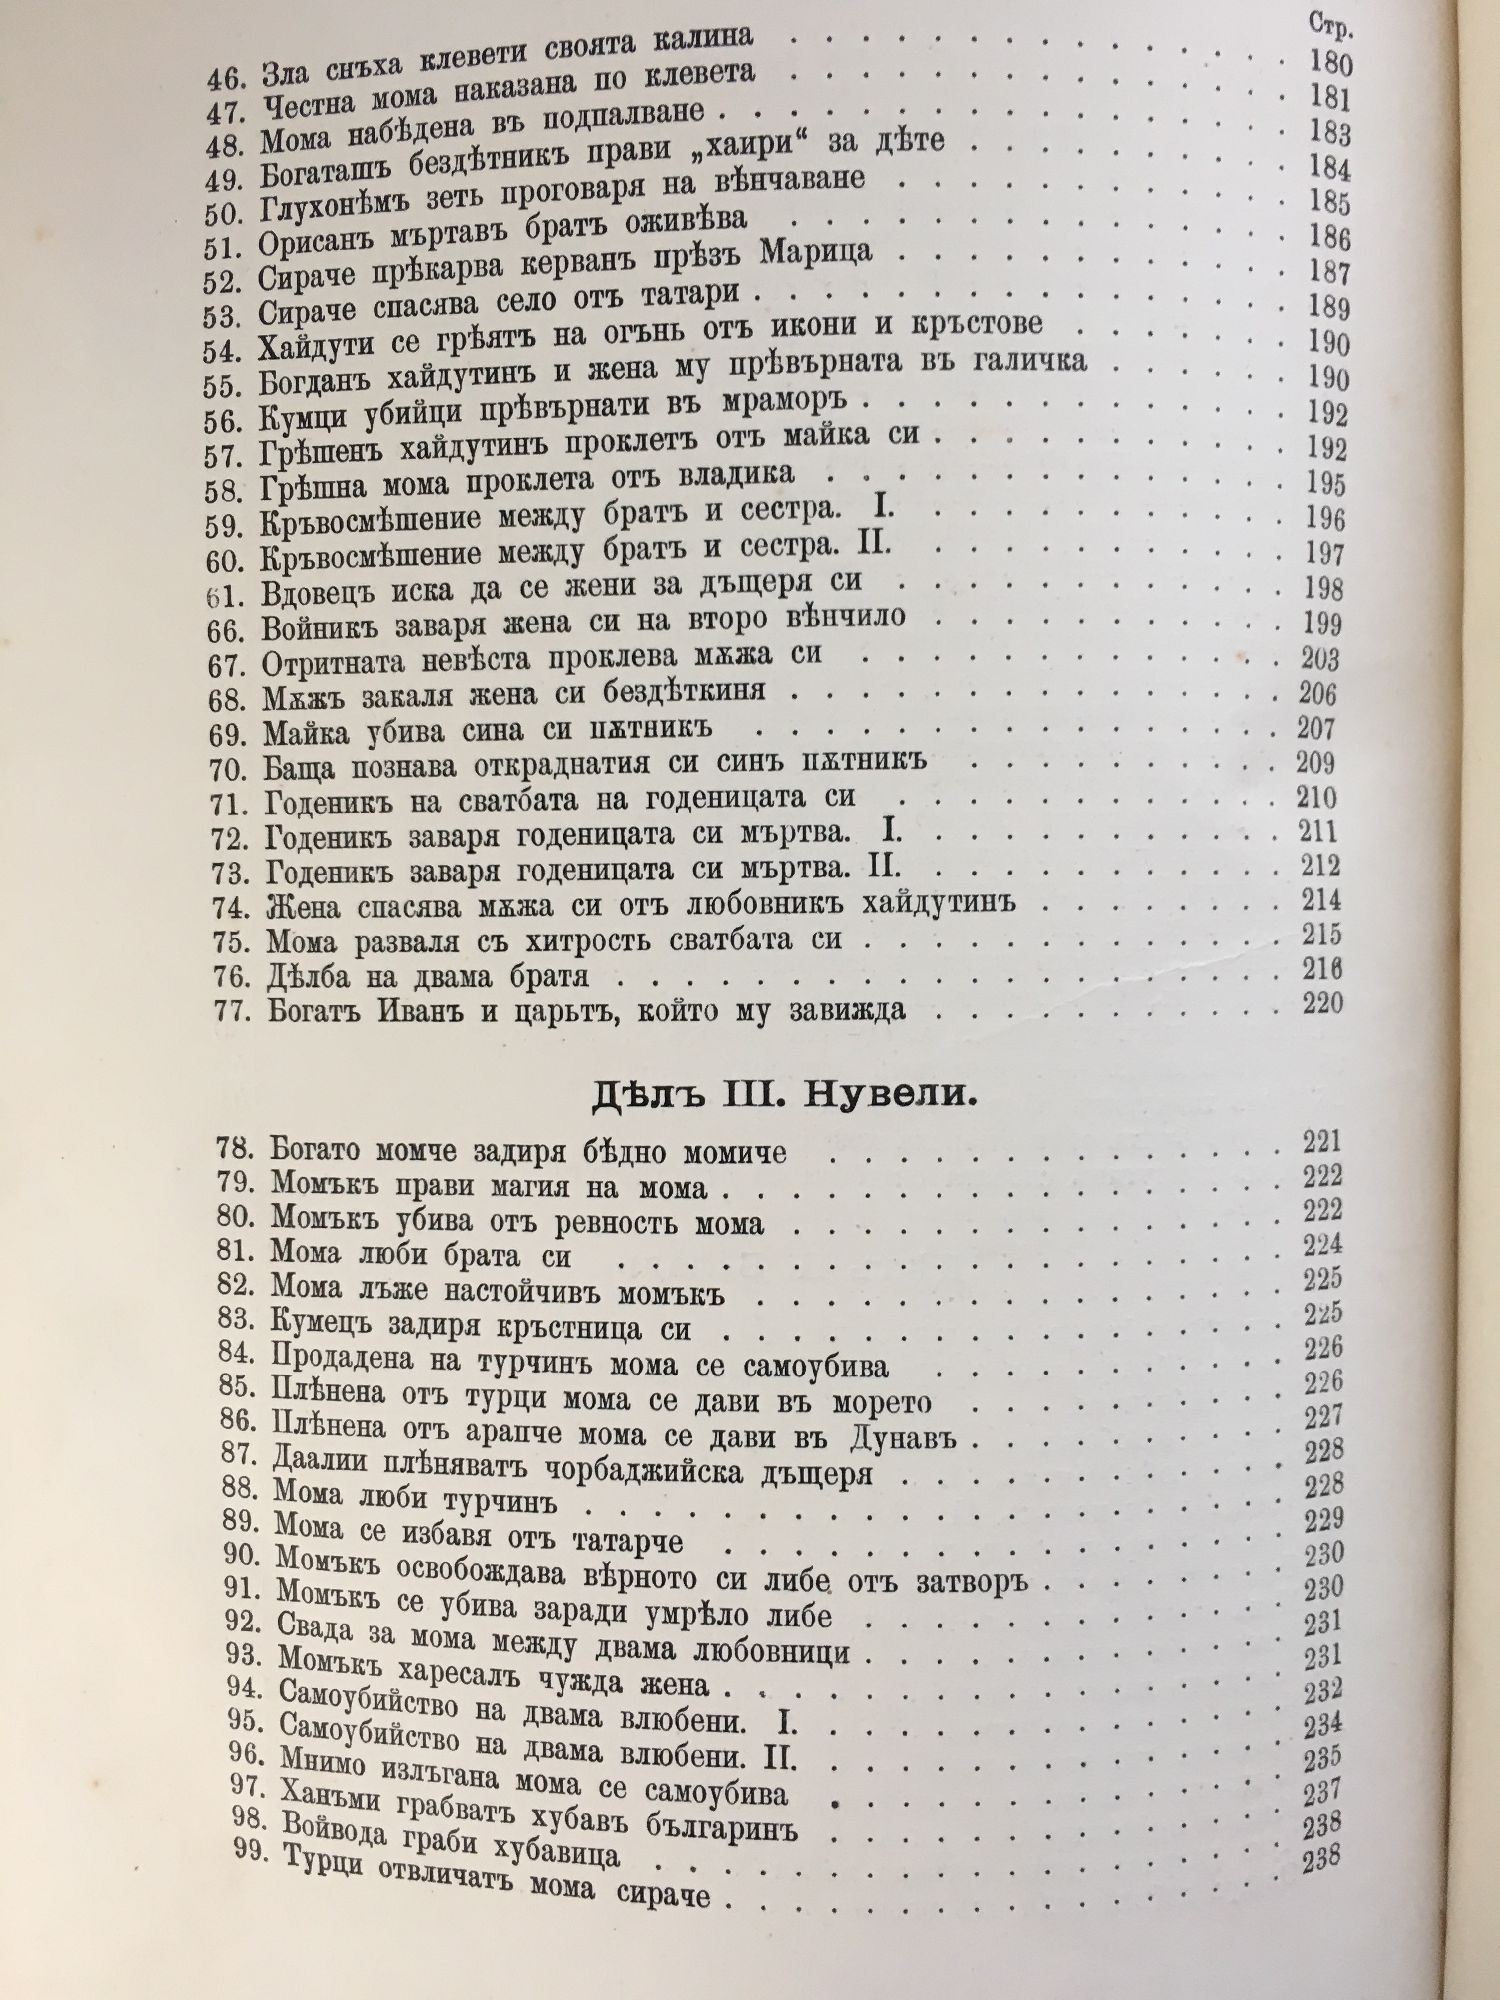 Стр.
46. Зла снъха клевети своята калина . . . . . . . . . . . . . . 180
47. Честна мома наказана по клевета . . . . . . . . . . . . . . 181
48. Мома набѣдена въ подпалване . . . . . . . . . . . . . . . . 183
49. Богаташъ бездѣтникъ прави „хаири“ за дѣте . . . . . . . . . 184
50. Глухонѣмъ зеть проговаря на вѣнчаване . . . . . . . . . . . 185
51. Орисанъ мъртавъ братъ оживѣва . . . . . . . . . . . . . . 186
52. Сираче прѣкарва керванъ прѣзъ Марица . . . . . . . . . . . 187
53. Сираче спасява село отъ татари . . . . . . . . . . . . . . . 189
54. Хайдути се грѣятъ на огънь отъ икони и кръстове . . . . . . 190
55. Богданъ хайдутинъ и жена му прѣвърната въ галичка . . . . . 190
56. Кумци убийци прѣвърнати въ мраморъ . . . . . . . . . . . . 192
57. Грѣшенъ хайдутинъ проклетъ отъ майка си . . . . . . . . . . 192
58. Грѣшна мома проклета отъ владика . . . . . . . . . . . . . 195
59. Кръвосмѣшение между братъ и сестра. I. . . . . . . . . . . 196
60. Кръвосмѣшение между братъ и сестра. II. . . . . . . . . . . 197
61. Вдовецъ иска да се жени за дъщеря си . . . . . . . . . . . 198
66. Войникъ заваря жена си на второ вѣнчило . . . . . . . . . . 199
67. Отритната невѣста проклева мѫжа си . . . . . . . . . . . . 203
68. Мѫжъ закаля жена си бездѣткиня . . . . . . . . . . . . . . 206
69. Майка убива сина си пѫтникъ . . . . . . . . . . . . . . . 207
70. Баща познава откраднатия си синъ пѫтникъ . . . . . . . . . 209
71. Годеникъ на сватбата на годеницата си . . . . . . . . . . . 210
72. Годеникъ заваря годеницата си мъртва. I. . . . . . . . . . . 211
73. Годеникъ заваря годеницата си мъртва. II. . . . . . . . . . . 212
74. Жена спасява мѫжа си отъ любовникъ хайдутинъ . . . . . . . 214
75. Мома разваля съ хитрость сватбата си . . . . . . . . . . . . 215
76. Дѣлба на двама братя . . . . . . . . . . . . . . . . . . . 216
77. Богатъ Иванъ и царьтъ, който му завижда . . . . . . . . . . 220
Дѣлъ III. Нувели.
78. Богато момче задиря бѣдно момиче . . . . . . . . . . . . . 221
79. Момъкъ прави магия на мома . . . . . . . . . . . . . . . . 222
80. Момъкъ убива отъ ревность мома . . . . . . . . . . . . . . 222
81. Мома люби брата си . . . . . . . . . . . . . . . . . . . 224
82. Мома лъже настойчивъ момъкъ . . . . . . . . . . . . . . . 225
83. Кумецъ задиря кръстница си . . . . . . . . . . . . . . . . 225
84. Продадена на турчинъ мома се самоубива . . . . . . . . . . 226
85. Плѣнена отъ турци мома се дави въ морето . . . . . . . . . 226
86. Плѣнена отъ арапче мома се дави въ Дунавъ . . . . . . . . . 227
87. Даалии плѣняватъ чорбаджийска дъщеря . . . . . . . . . . . 228
88. Мома люби турчинъ . . . . . . . . . . . . . . . . . . . . 228
89. Мома се избавя отъ татарче . . . . . . . . . . . . . . . . 229
90. Момъкъ освобождава вѣрното си либе отъ затворъ . . . . . . . 230
91. Момъкъ се убива заради умрѣло либе . . . . . . . . . . . . 230
92. Свада за мома между двама любовници . . . . . . . . . . . . 231
93. Момъкъ харесалъ чужда жена . . . . . . . . . . . . . . . . 231
94. Самоубийство на двама влюбени. I. . . . . . . . . . . . . . 232
95. Самоубийство на двама влюбени. II. . . . . . . . . . . . . . 234
96. Мнимо излъгана мома се самоубива . . . . . . . . . . . . . 235
97. Ханъми грабватъ хубавъ българинъ . . . . . . . . . . . . . 237
98. Войвода граби хубавица . . . . . . . . . . . . . . . . . . 238
99. Турци отвличатъ мома сираче . . . . . . . . . . . . . . . . 238